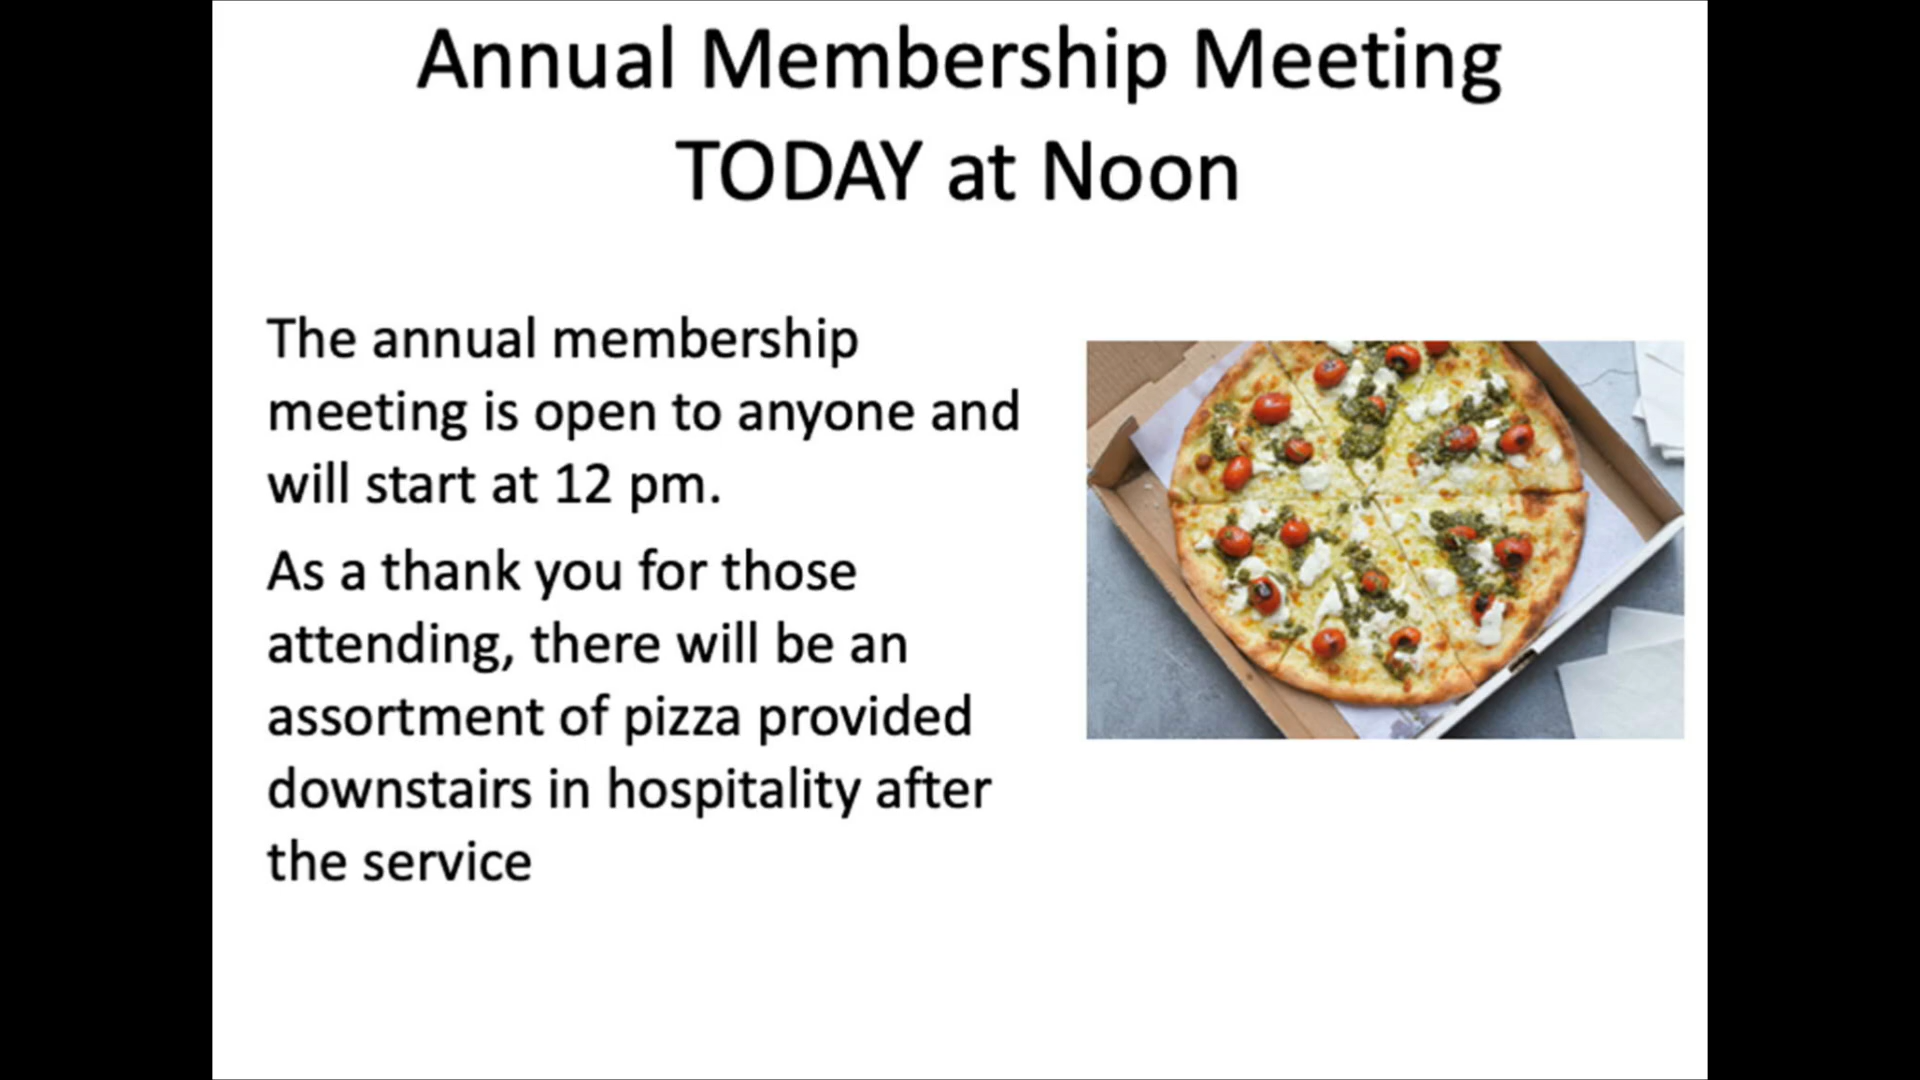 Annual Membership Meeting
TODAY at Noon
The annual membership
meeting is open to anyone and
will start at 12 pm.
As a thank you for those
attending, there will be an
assortment of pizza provided
downstairs in hospitality after
the service